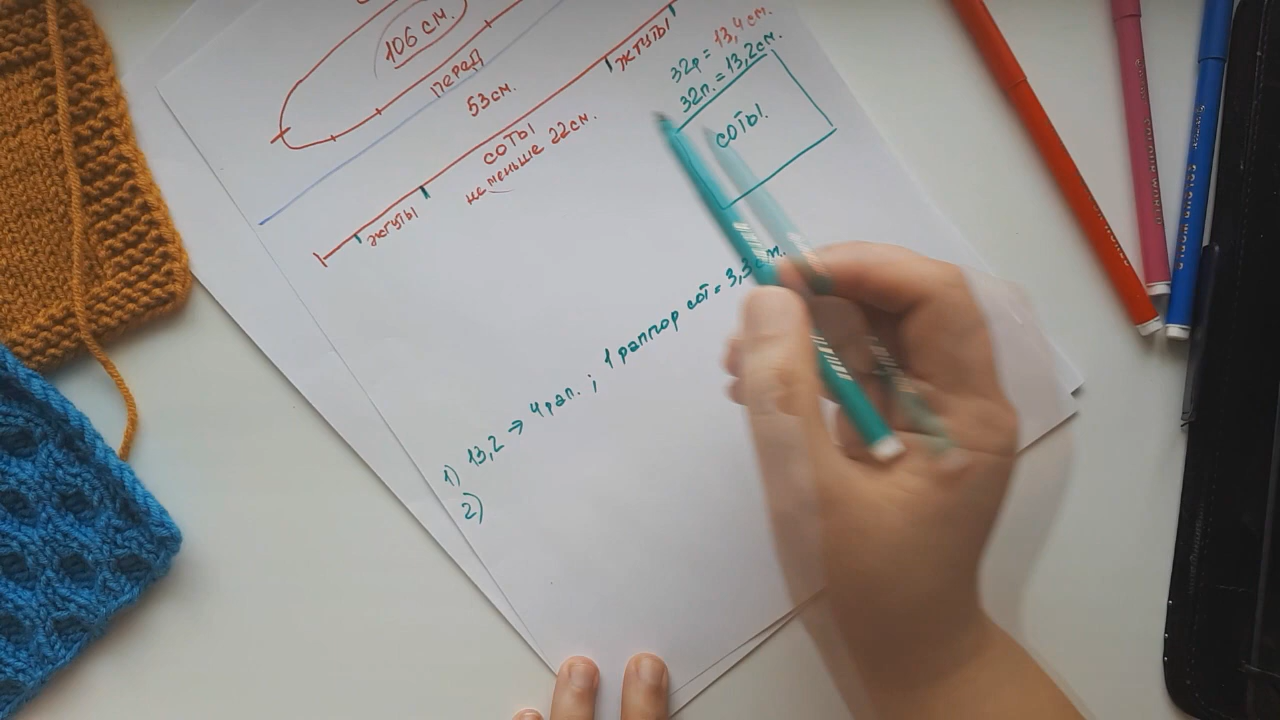 106 см.
перед
53 см.
жгуты
соты
не меньше 22 см.
жгуты
32р = 13,4 см.
32п. = 13,2 см.
соты.
1) 13,2 → 4 рап. ; 1 раппор сот = 3,3 см.
2)